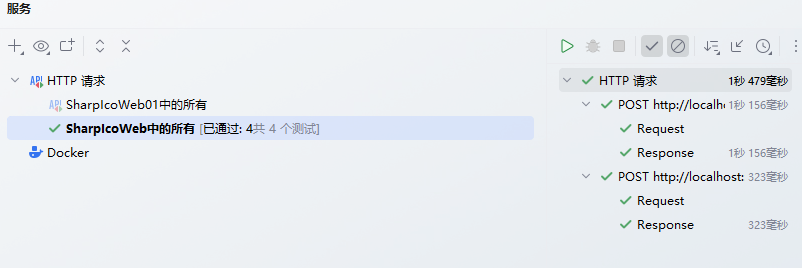 服务
HTTP 请求
SharpIcoWeb01中的所有
SharpIcoWeb中的所有 [已通过: 4共 4 个测试]
Docker
HTTP 请求 1秒 479毫秒
POST http://localh 1秒 156毫秒
Request
Response 1秒 156毫秒
POST http://localhost: 323毫秒
Request
Response 323毫秒